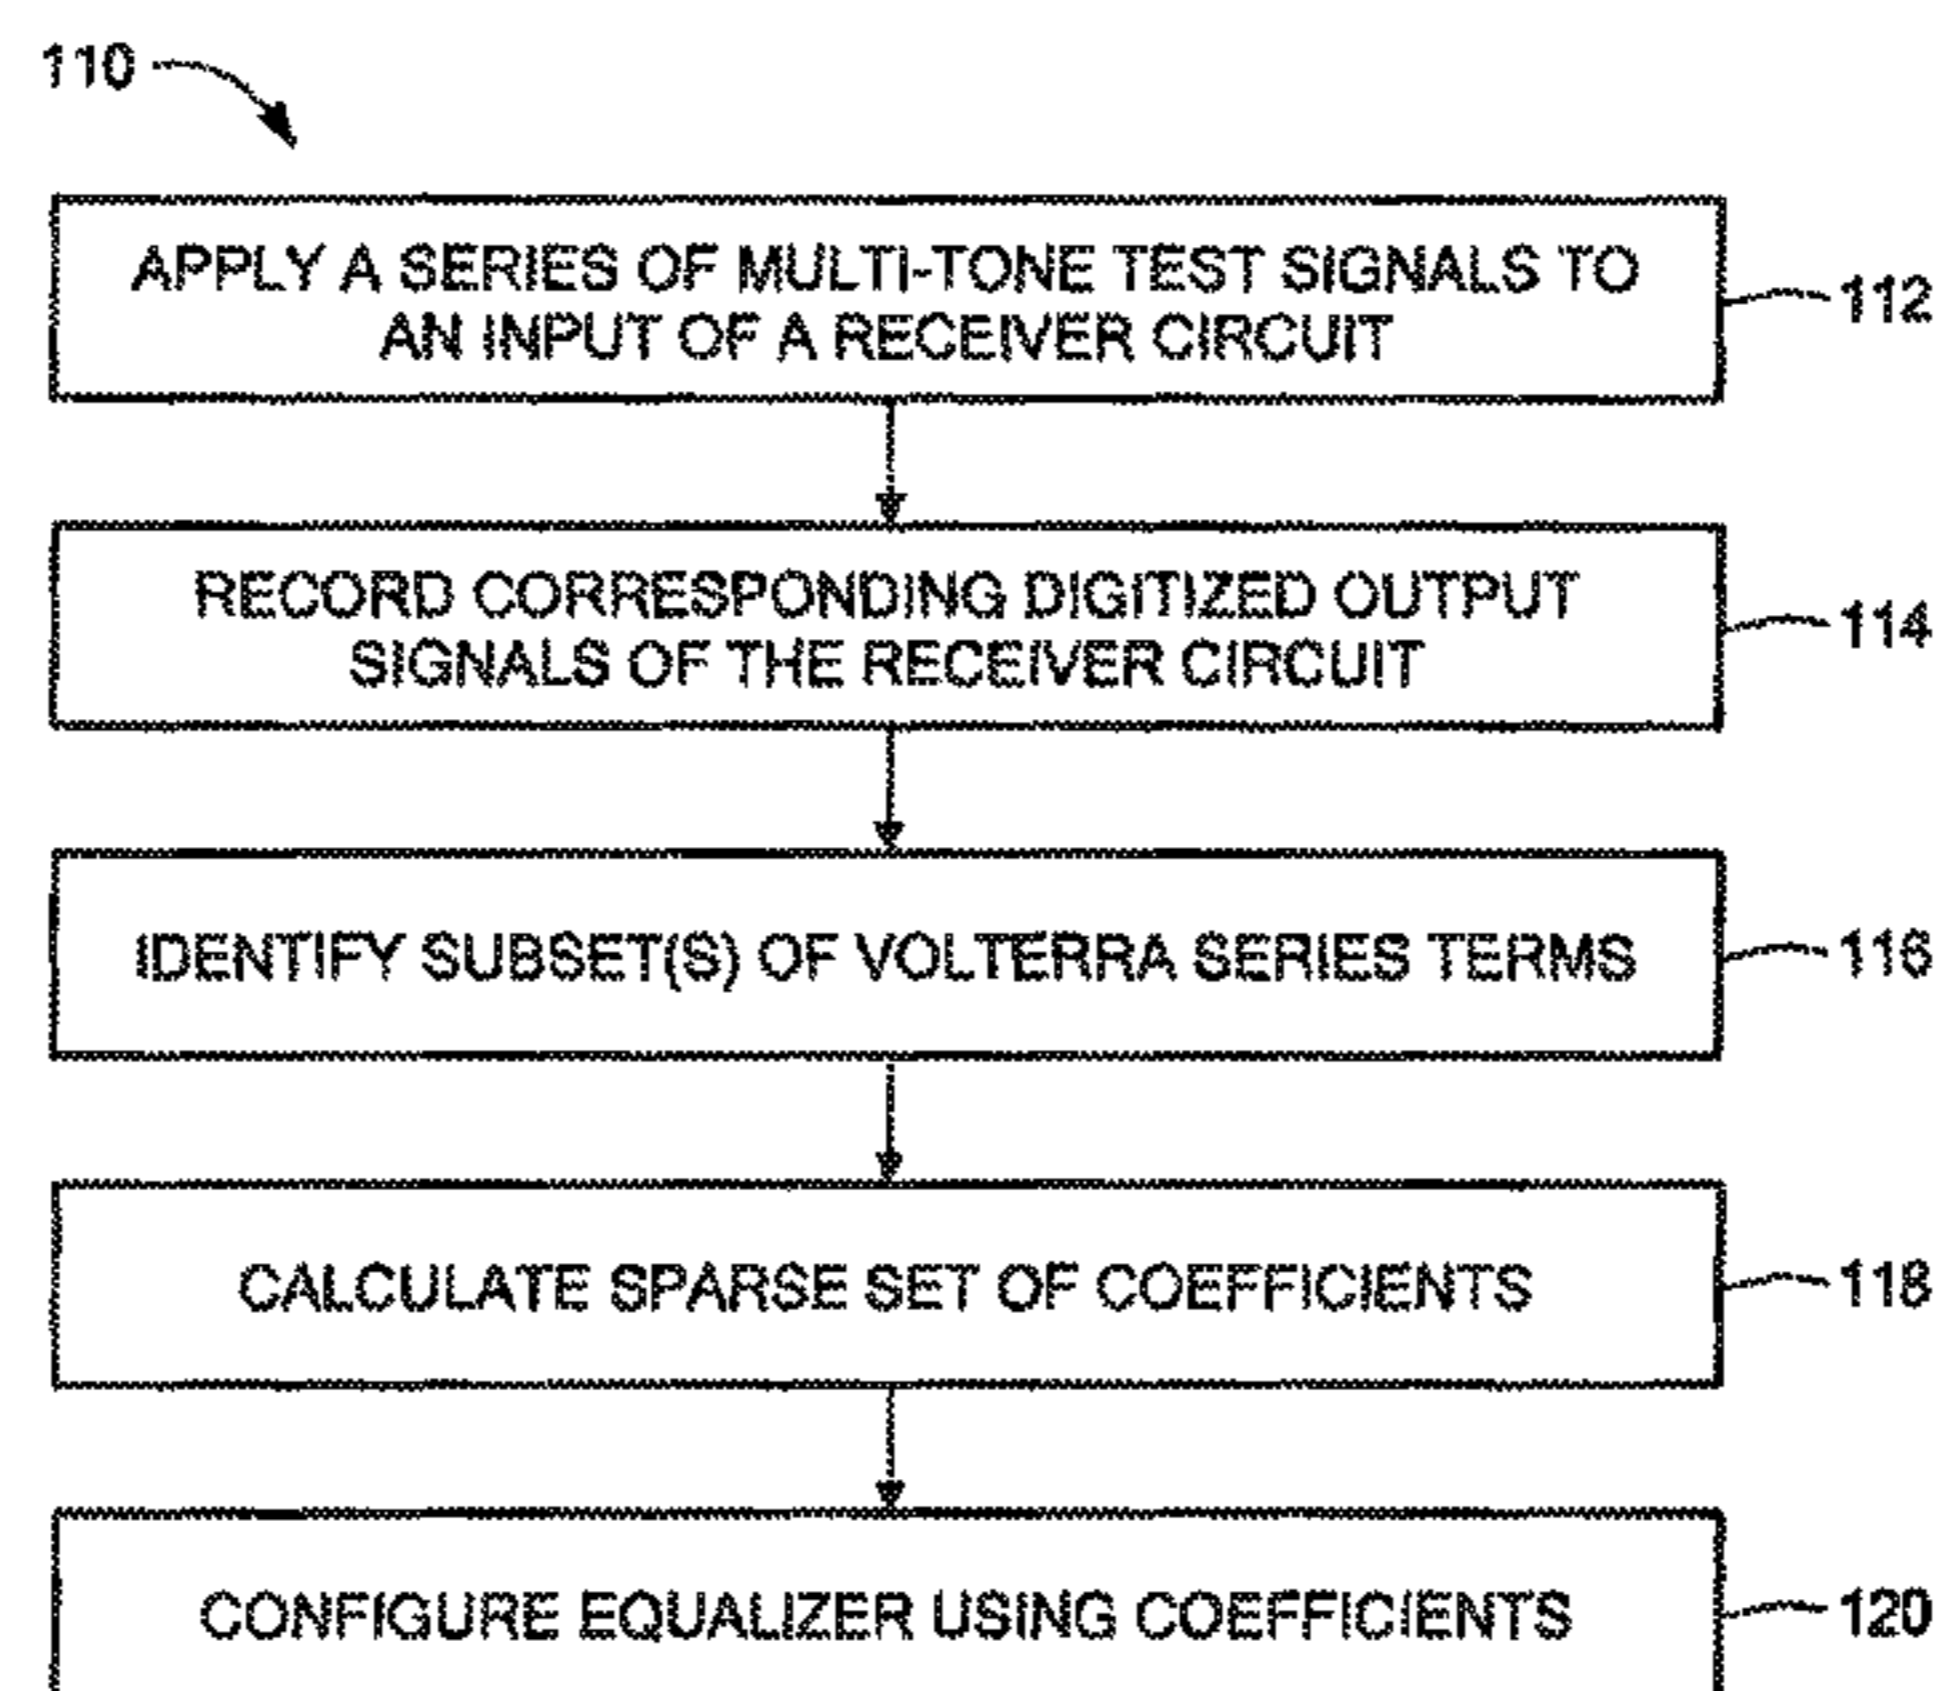 110
APPLY A SERIES OF MULTI-TONE TEST SIGNALS TO
AN INPUT OF A RECEIVER CIRCUIT
112
RECORD CORRESPONDING DIGITIZED OUTPUT
SIGNALS OF THE RECEIVER CIRCUIT
114
IDENTIFY SUBSET(S) OF VOLTERRA SERIES TERMS
116
CALCULATE SPARSE SET OF COEFFICIENTS
118
CONFIGURE EQUALIZER USING COEFFICIENTS
120